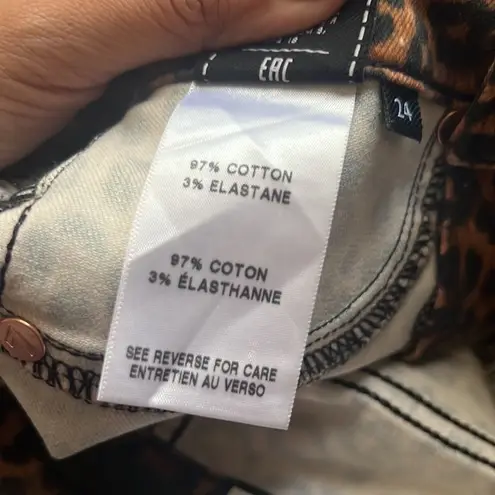 EAC
24
97% COTTON
3% ELASTANE
97% COTON
3% ÉLASTHANNE
SEE REVERSE FOR CARE
ENTRETIEN AU VERSO